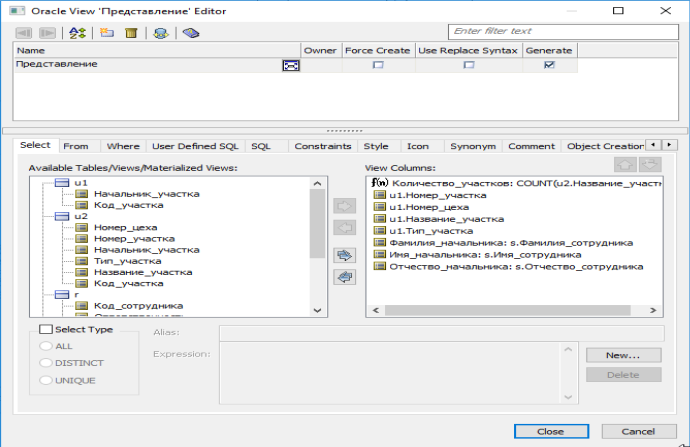 Oracle View 'Представление' Editor
Enter filter text
Name Owner Force Create Use Replace Syntax Generate
Представление
Select From Where User Defined SQL SQL Constraints Style Icon Synonym Comment Object Creation
Available Tables/Views/Materialized Views: View Columns:
u1
Начальник_участка
Код_участка
u2
Номер_цеха
Номер_участка
Начальник_участка
Тип_участка
Название_участка
Код_участка
r
Код_сотрудника
f(n) Количество_участков: COUNT(u2.Название_участ
u1.Номер_участка
u1.Номер_цеха
u1.Название_участка
u1.Тип_участка
Фамилия_начальника: s.Фамилия_сотрудника
Имя_начальника: s.Имя_сотрудника
Отчество_начальника: s.Отчество_сотрудника
Select Type
ALL
DISTINCT
UNIQUE
Alias:
Expression:
New...
Delete
Close Cancel